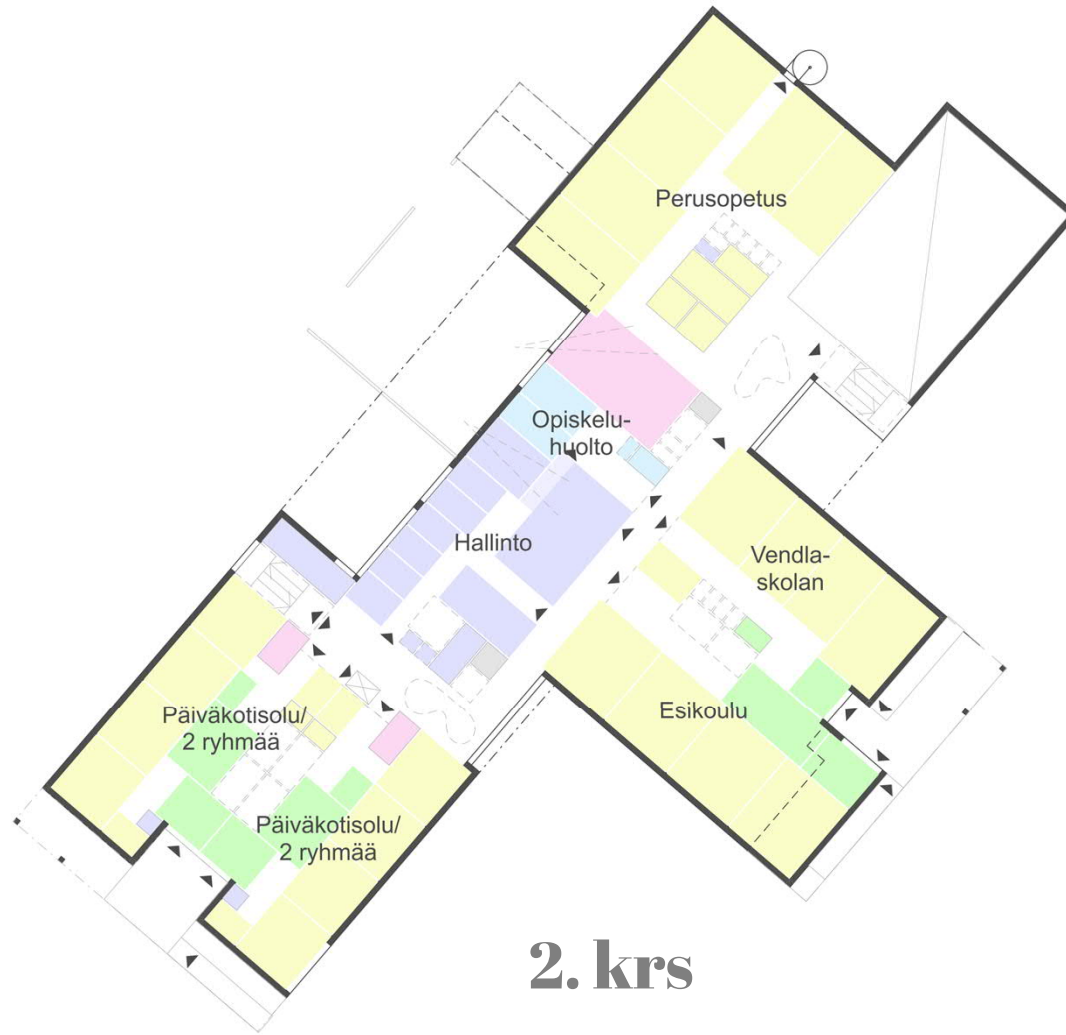 Perusopetus
Opiskelu-
huolto
Hallinto
Vendla-
skolan
Esikoulu
Päiväkotisolu/
2 ryhmää
Päiväkotisolu/
2 ryhmää
2. krs